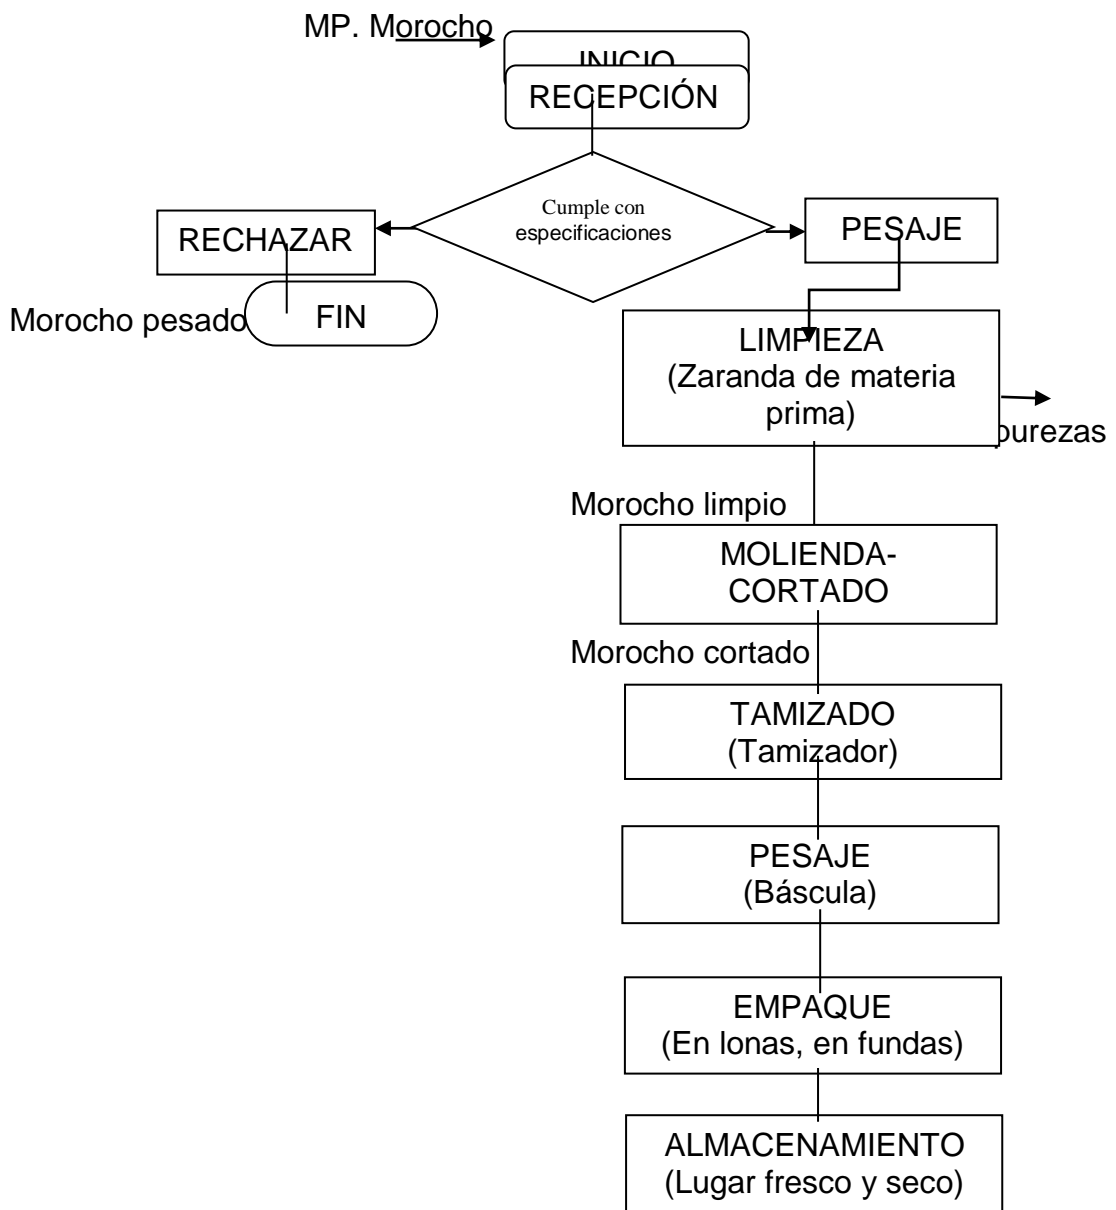 MP. Morocho
INICIO
RECEPCIÓN
Cumple con
especificaciones
RECHAZAR
PESAJE
Morocho pesado
FIN
LIMPIEZA
(Zaranda de materia
prima)
purezas
Morocho limpio
MOLIENDA-
CORTADO
Morocho cortado
TAMIZADO
(Tamizador)
PESAJE
(Báscula)
EMPAQUE
(En lonas, en fundas)
ALMACENAMIENTO
(Lugar fresco y seco)